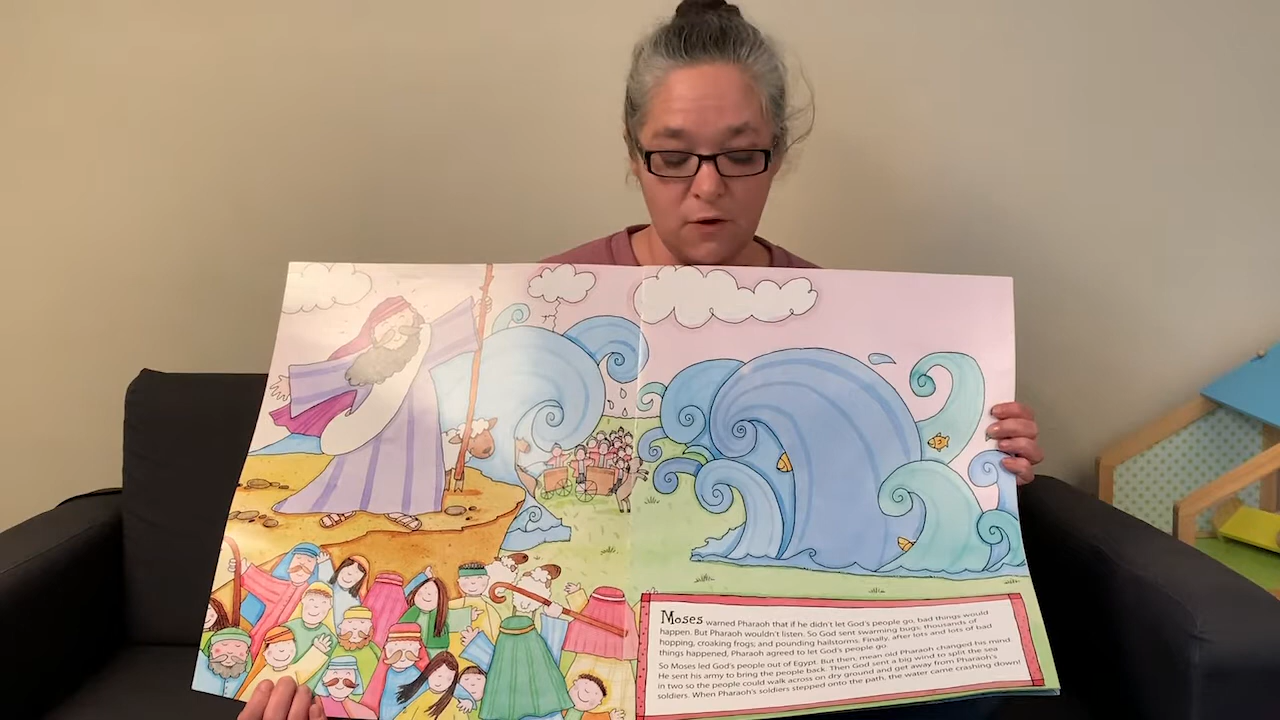 Moses warned Pharaoh that if he didn't let God's people go, bad things would
happen. But Pharaoh wouldn't listen. So God sent swarming bugs; thousands of
hopping, croaking frogs; and pounding hailstorms. Finally, after lots and lots of bad
things happened, Pharaoh agreed to let God's people go.
So Moses led God's people out of Egypt. But then, mean old Pharaoh changed his mind.
He sent his army to bring the people back. Then God sent a big wind to split the sea
in two so the people could walk across on dry ground and get away from Pharaoh's
soldiers. When Pharaoh's soldiers stepped onto the path, the water came crashing down!